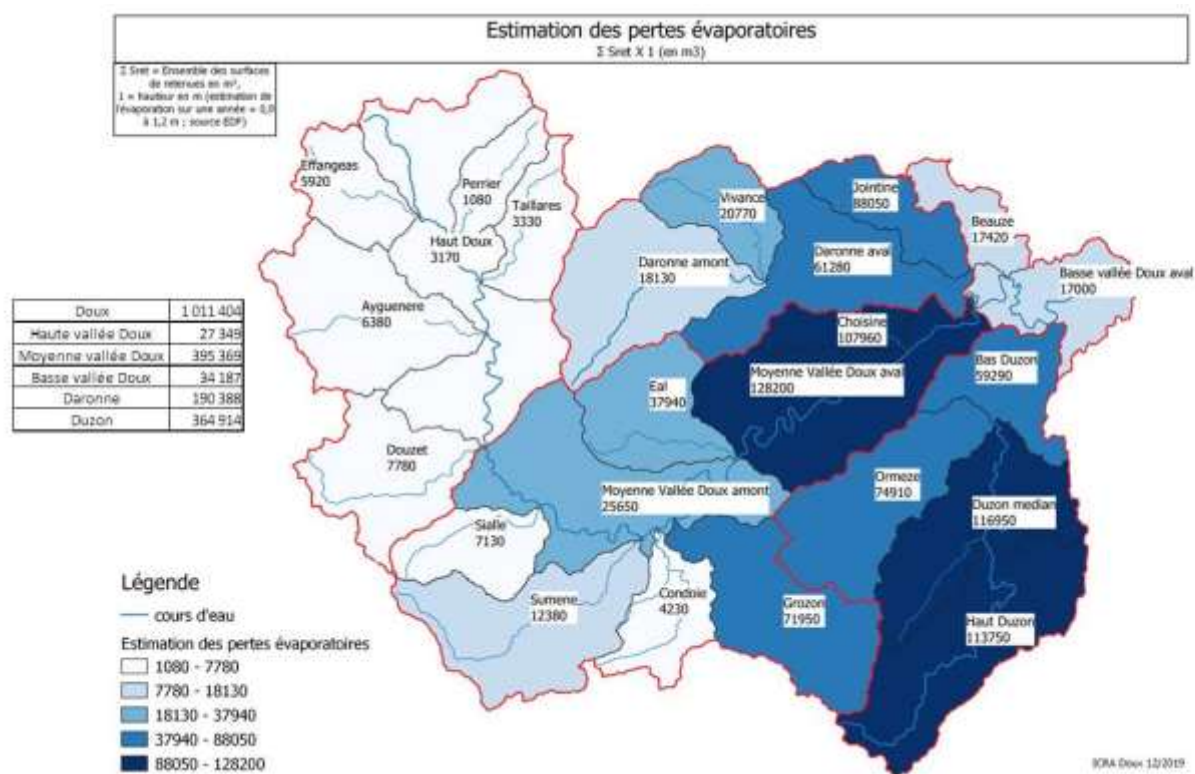 Estimation des pertes évaporatoires
Σ Sret X 1 (en m3)
Σ Sret = Ensemble des surfaces
de retenues en m²,
1 = hauteur en m (estimation de
l'évaporation sur une année = 0,9
à 1,2 m ; source EDF)
Effangeas
5920
Perrier
1080
Taillares
3330
Haut Doux
3170
Vivance
20770
Jointine
88050
Beauze
17420
Daronne amont
18130
Daronne aval
61280
Basse vallée Doux aval
17000
Ayguenere
6380
Choisine
107960
Moyenne Vallée Doux aval
128200
Bas Duzon
59290
Eal
37940
Doux 1 011 404
Haute vallée Doux 27 349
Moyenne vallée Doux 395 369
Basse vallée Doux 34 187
Daronne 190 388
Duzon 364 914
Douzet
7780
Moyenne Vallée Doux amont
25650
Ormeze
74910
Duzon median
116950
Sialle
7130
Sumene
12380
Condoie
4230
Grozon
71950
Haut Duzon
113750
Légende
cours d'eau
Estimation des pertes évaporatoires
1080 - 7780
7780 - 18130
18130 - 37940
37940 - 88050
88050 - 128200
Doux 12/2019